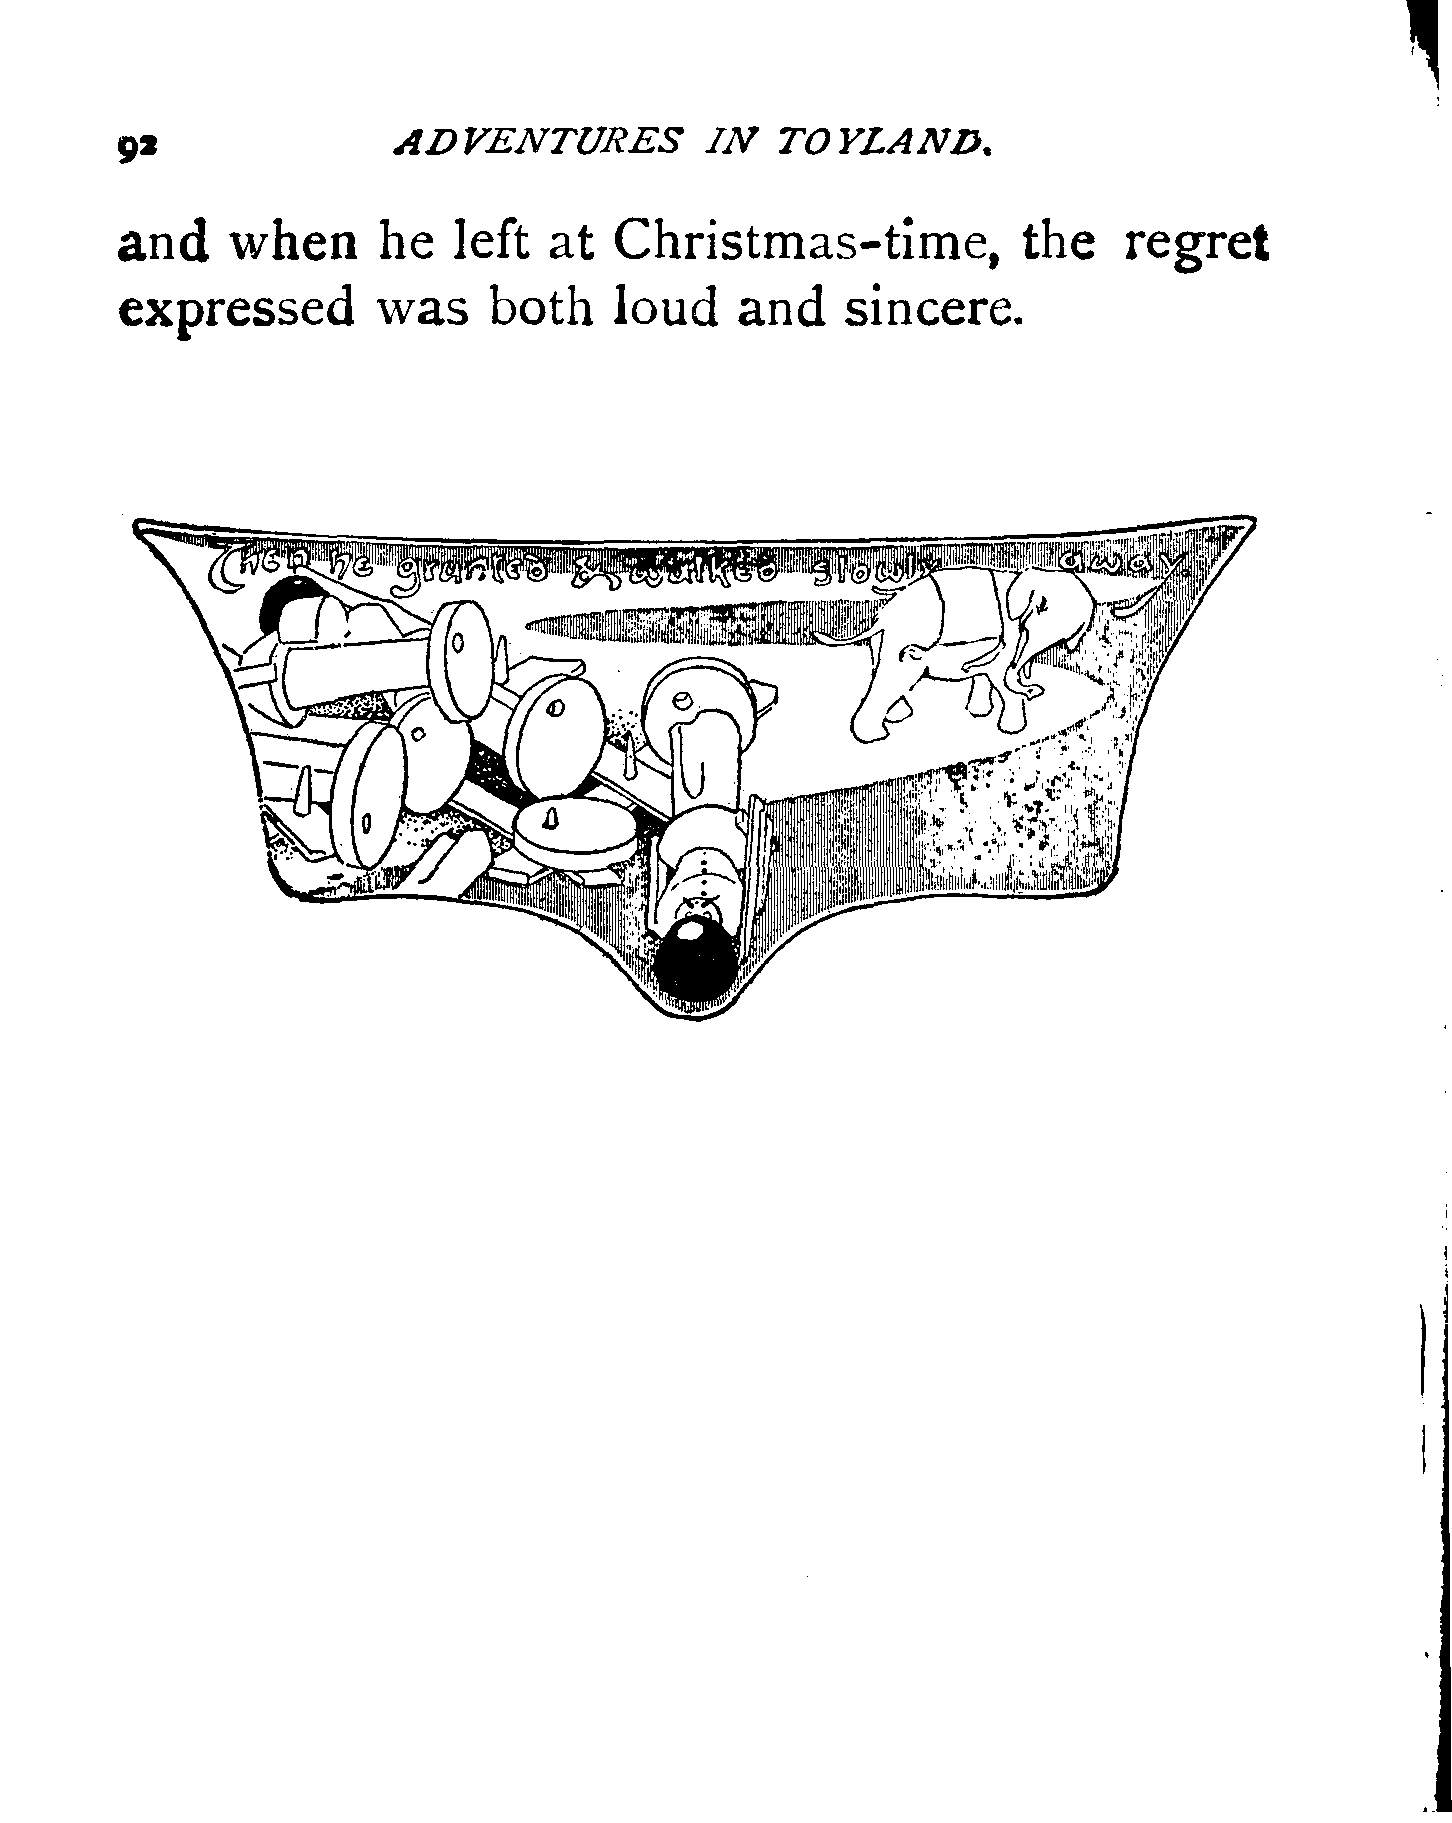 92 ADVENTURES IN TOYLAND.
and when he left at Christmas-time, the regret
expressed was both loud and sincere.
Then he grunted & walked slowly away.